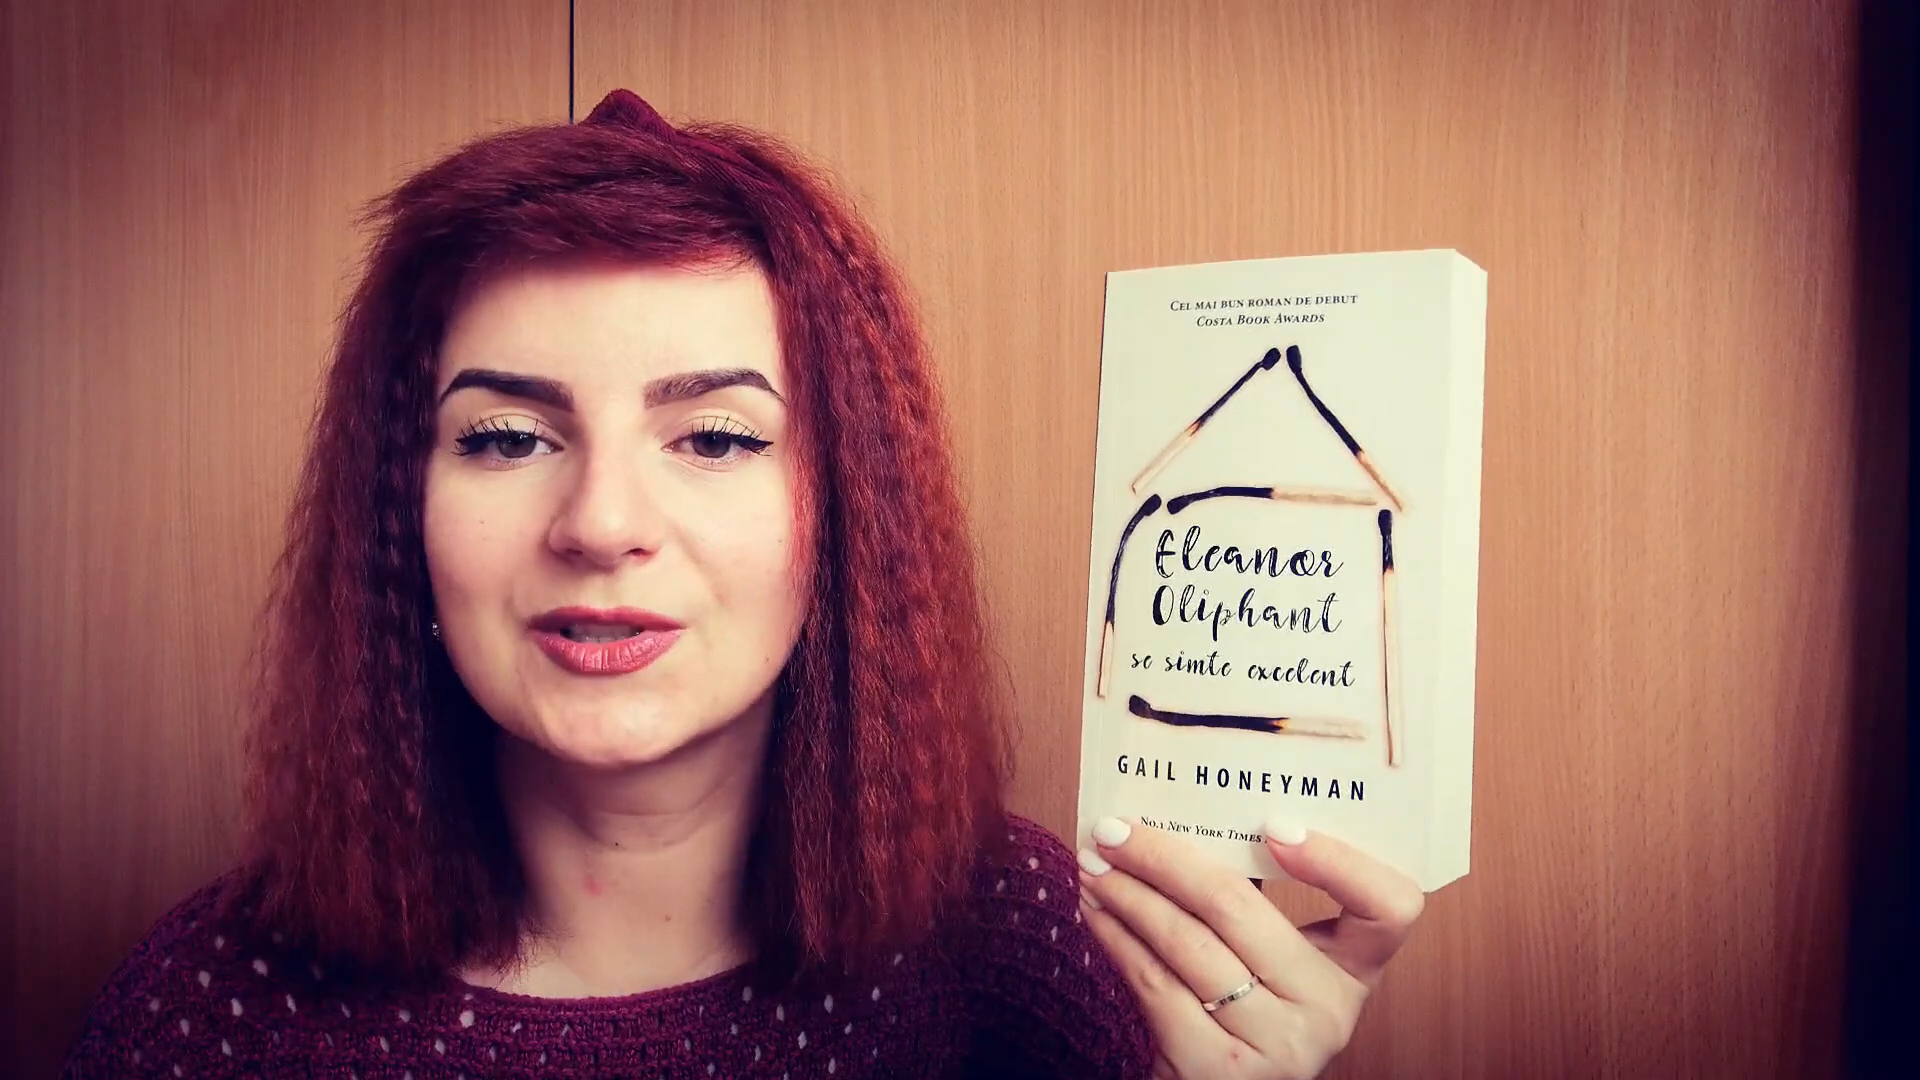 CEL MAI BUN ROMAN DE DEBUT
COSTA BOOK AWARDS
Eleanor
Oliphant
se simte excelent
GAIL HONEYMAN
NO.1 NEW YORK TIMES